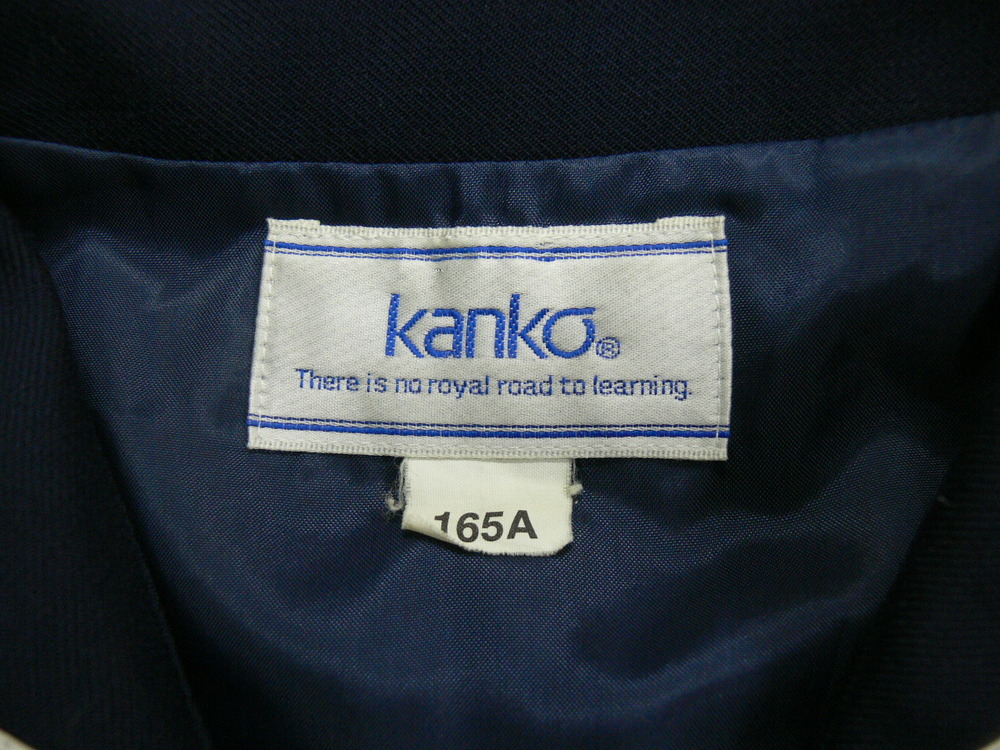 kanko®
There is no royal road to learning.
165A